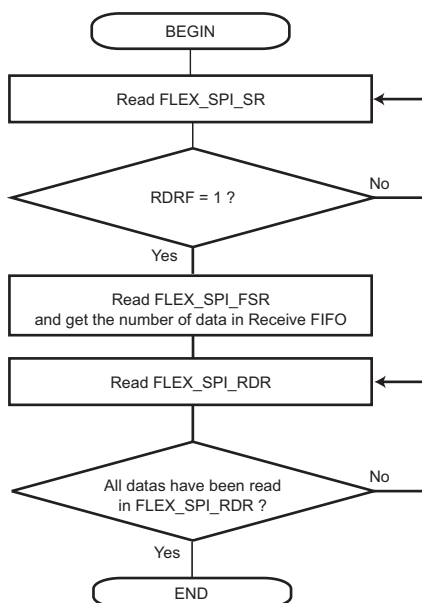 BEGIN
Read FLEX_SPI_SR
RDRF = 1 ?
No
Yes
Read FLEX_SPI_FSR
and get the number of data in Receive FIFO
Read FLEX_SPI_RDR
All datas have been read
in FLEX_SPI_RDR ?
No
Yes
END